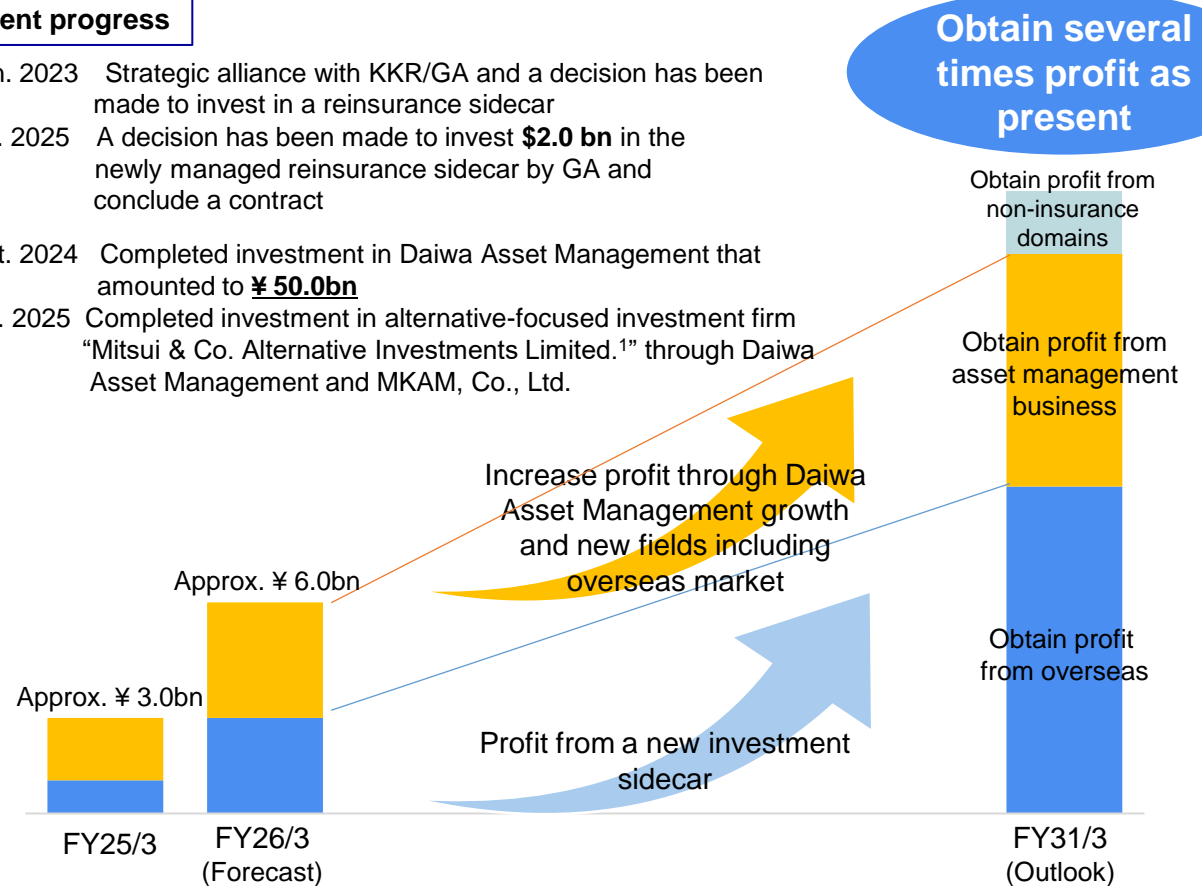 ent progress
n. 2023 Strategic alliance with KKR/GA and a decision has been
made to invest in a reinsurance sidecar
. 2025 A decision has been made to invest $2.0 bn in the
newly managed reinsurance sidecar by GA and
conclude a contract
t. 2024 Completed investment in Daiwa Asset Management that
amounted to ¥ 50.0bn
. 2025 Completed investment in alternative-focused investment firm
“Mitsui & Co. Alternative Investments Limited.¹” through Daiwa
Asset Management and MKAM, Co., Ltd.
Obtain several
times profit as
present
Obtain profit from
non-insurance
domains
Obtain profit from
asset management
business
Increase profit through Daiwa
Asset Management growth
and new fields including
overseas market
Approx. ¥ 6.0bn
Obtain profit
from overseas
Approx. ¥ 3.0bn
Profit from a new investment
sidecar
FY25/3
FY26/3
(Forecast)
FY31/3
(Outlook)